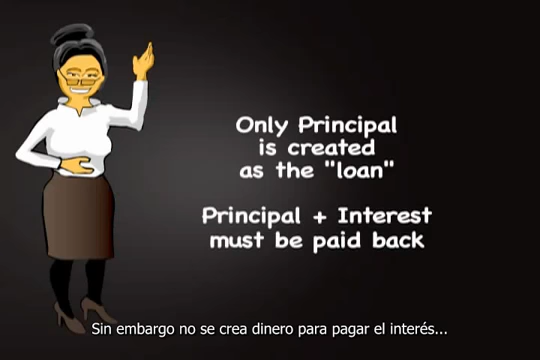 Only Principal
is created
as the "loan"
Principal + Interest
must be paid back
Sin embargo no se crea dinero para pagar el interés...